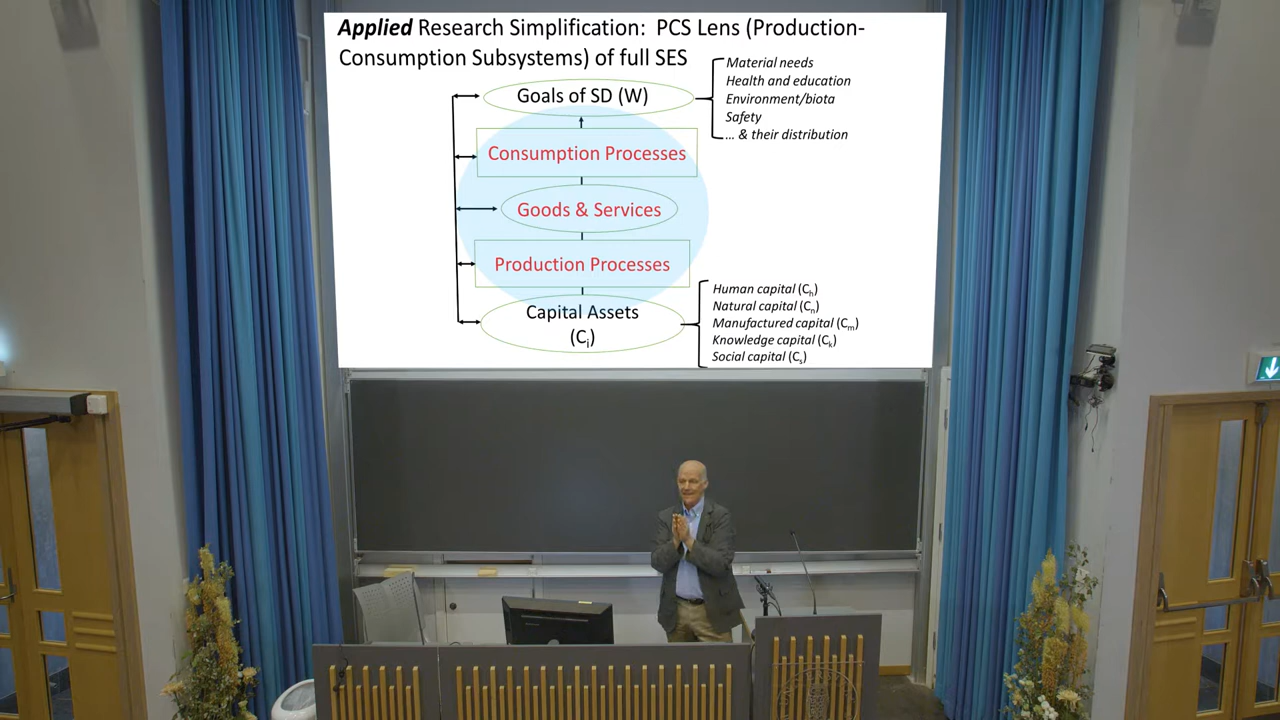 Applied Research Simplification: PCS Lens (Production-
Consumption Subsystems) of full SES
Goals of SD (W)
Material needs
Health and education
Environment/biota
Safety
... & their distribution
Consumption Processes
Goods & Services
Production Processes
Capital Assets
(Ci)
Human capital (Ch)
Natural capital (Cn)
Manufactured capital (Cm)
Knowledge capital (Ck)
Social capital (Cs)